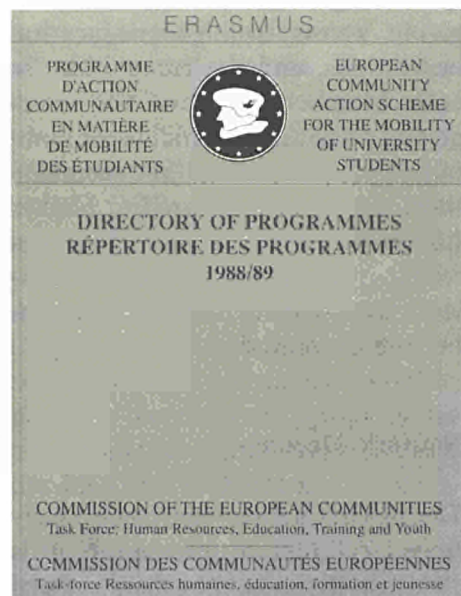 ERASMUS
PROGRAMME
D'ACTION
COMMUNAUTAIRE
EN MATIÈRE
DE MOBILITÉ
DES ÉTUDIANTS
EUROPEAN
COMMUNITY
ACTION SCHEME
FOR THE MOBILITY
OF UNIVERSITY
STUDENTS
DIRECTORY OF PROGRAMMES
RÉPERTOIRE DES PROGRAMMES
1988/89
COMMISSION OF THE EUROPEAN COMMUNITIES
Task Force: Human Resources, Education, Training and Youth
COMMISSION DES COMMUNAUTÉS EUROPÉENNES
Task-force Ressources humaines, éducation, formation et jeunesse